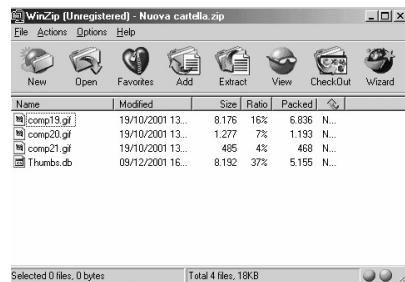 WinZip (Unregistered) - Nuova cartella.zip
File Actions Options Help
New Open Favorites Add Extract View CheckOut Wizard
Name Modified Size Ratio Packed
comp19.gif 19/10/2001 13... 8.176 16% 6.836 N...
comp20.gif 19/10/2001 13... 1.277 7% 1.193 N...
comp21.gif 19/10/2001 13... 485 4% 468 N...
Thumbs.db 09/12/2001 16... 8.192 37% 5.155 N...
Selected 0 files, 0 bytes Total 4 files, 18KB